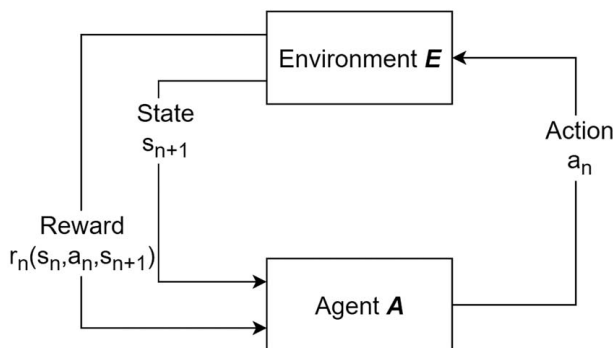 Environment E
State
sₙ₊₁
Action
aₙ
Reward
rₙ(sₙ,aₙ,sₙ₊₁)
Agent A